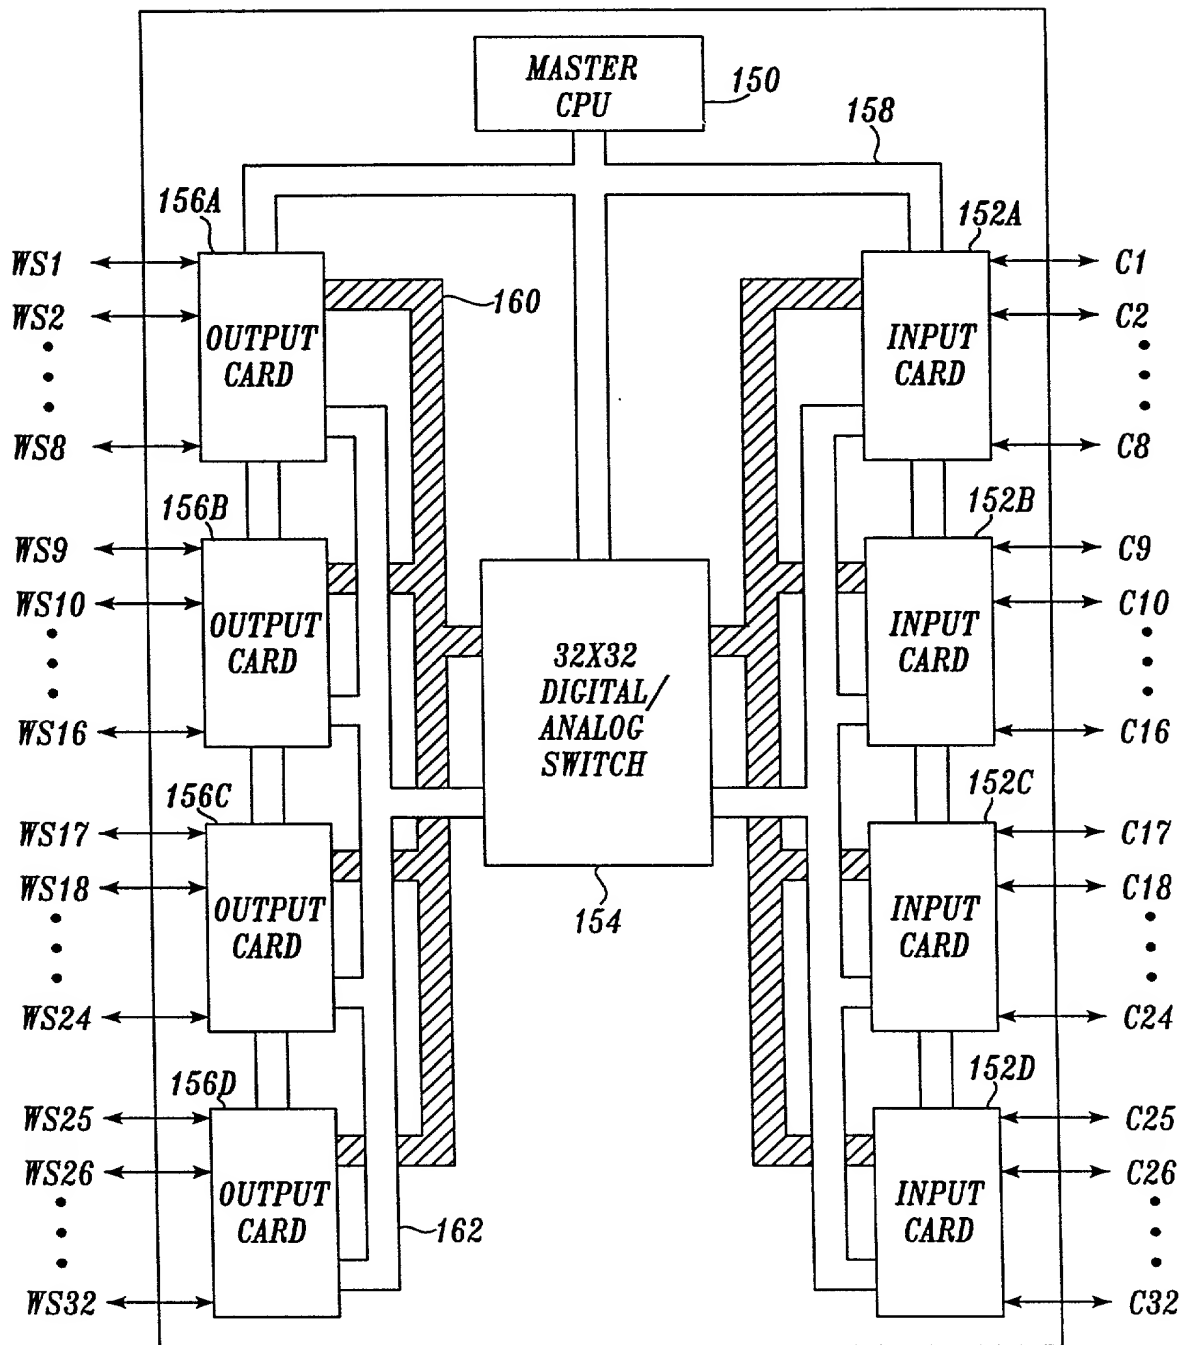 MASTER
CPU
150
158
156A
152A
WS1
WS2
WS8
OUTPUT
CARD
160
INPUT
CARD
C1
C2
C8
156B
152B
WS9
WS10
WS16
OUTPUT
CARD
32X32
DIGITAL/
ANALOG
SWITCH
INPUT
CARD
C9
C10
C16
156C
152C
WS17
WS18
WS24
OUTPUT
CARD
154
INPUT
CARD
C17
C18
C24
156D
152D
WS25
WS26
WS32
OUTPUT
CARD
162
INPUT
CARD
C25
C26
C32